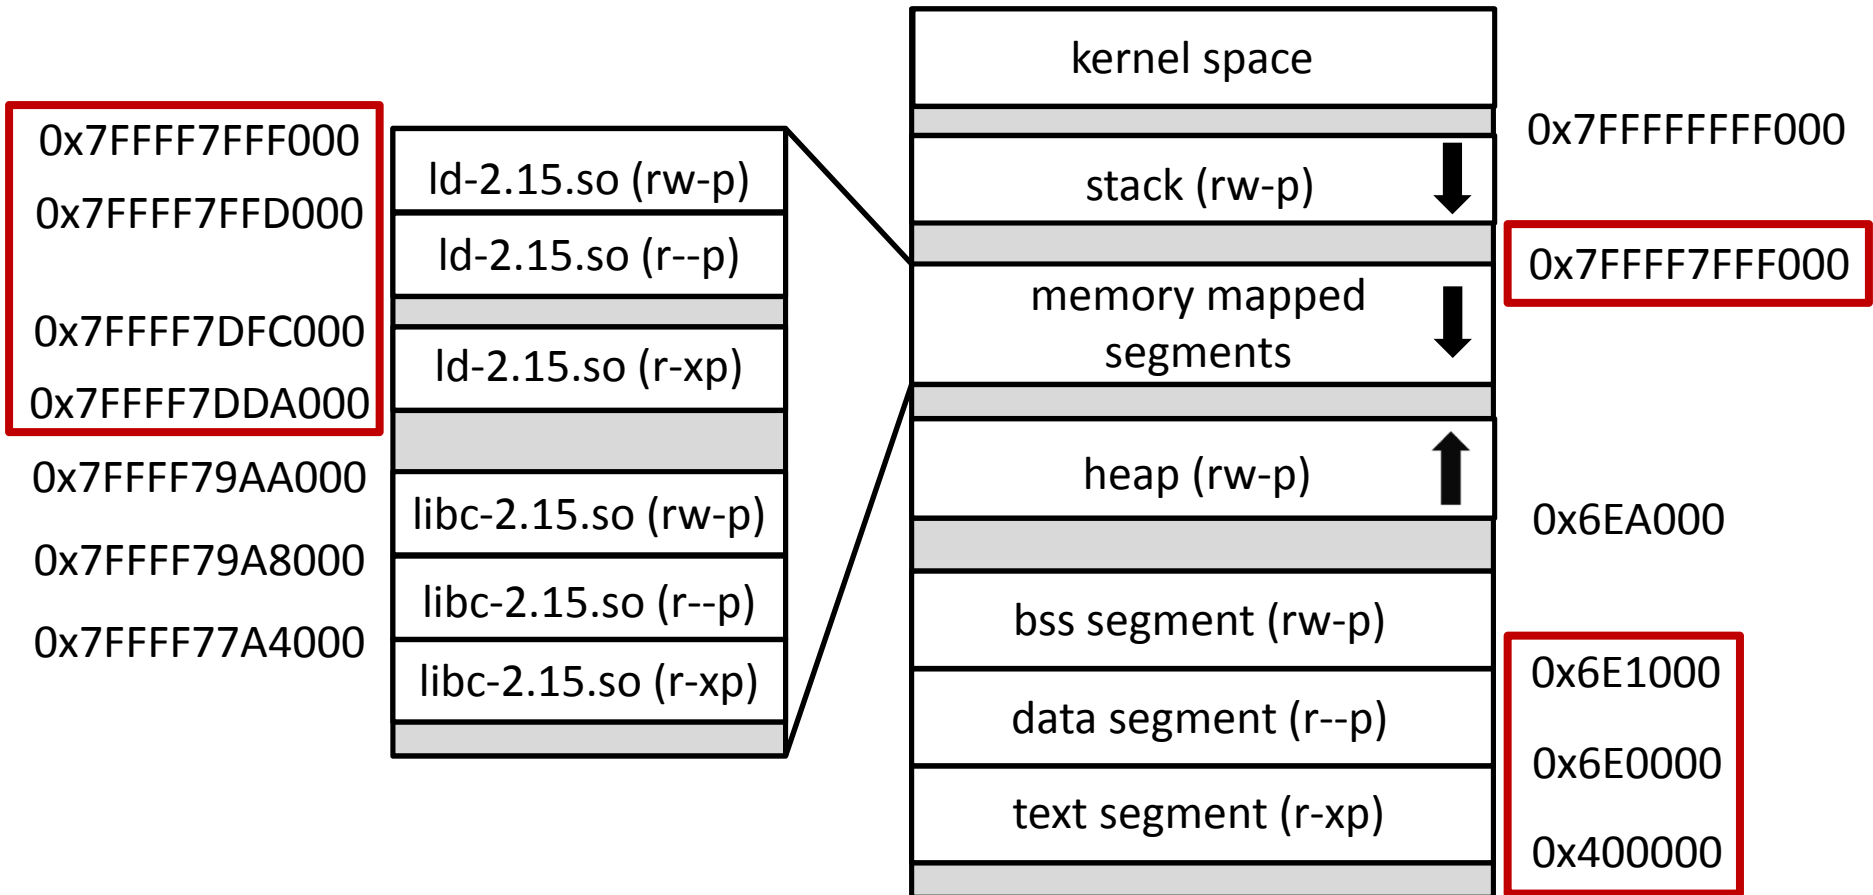 0x7FFFF7FFF000
0x7FFFF7FFD000
0x7FFFF7DFC000
0x7FFFF7DDA000
0x7FFFF79AA000
0x7FFFF79A8000
0x7FFFF77A4000
ld-2.15.so (rw-p)
ld-2.15.so (r--p)
ld-2.15.so (r-xp)
libc-2.15.so (rw-p)
libc-2.15.so (r--p)
libc-2.15.so (r-xp)
kernel space
stack (rw-p)
memory mapped
segments
heap (rw-p)
bss segment (rw-p)
data segment (r--p)
text segment (r-xp)
0x7FFFFFFFF000
0x7FFFF7FFF000
0x6EA000
0x6E1000
0x6E0000
0x400000